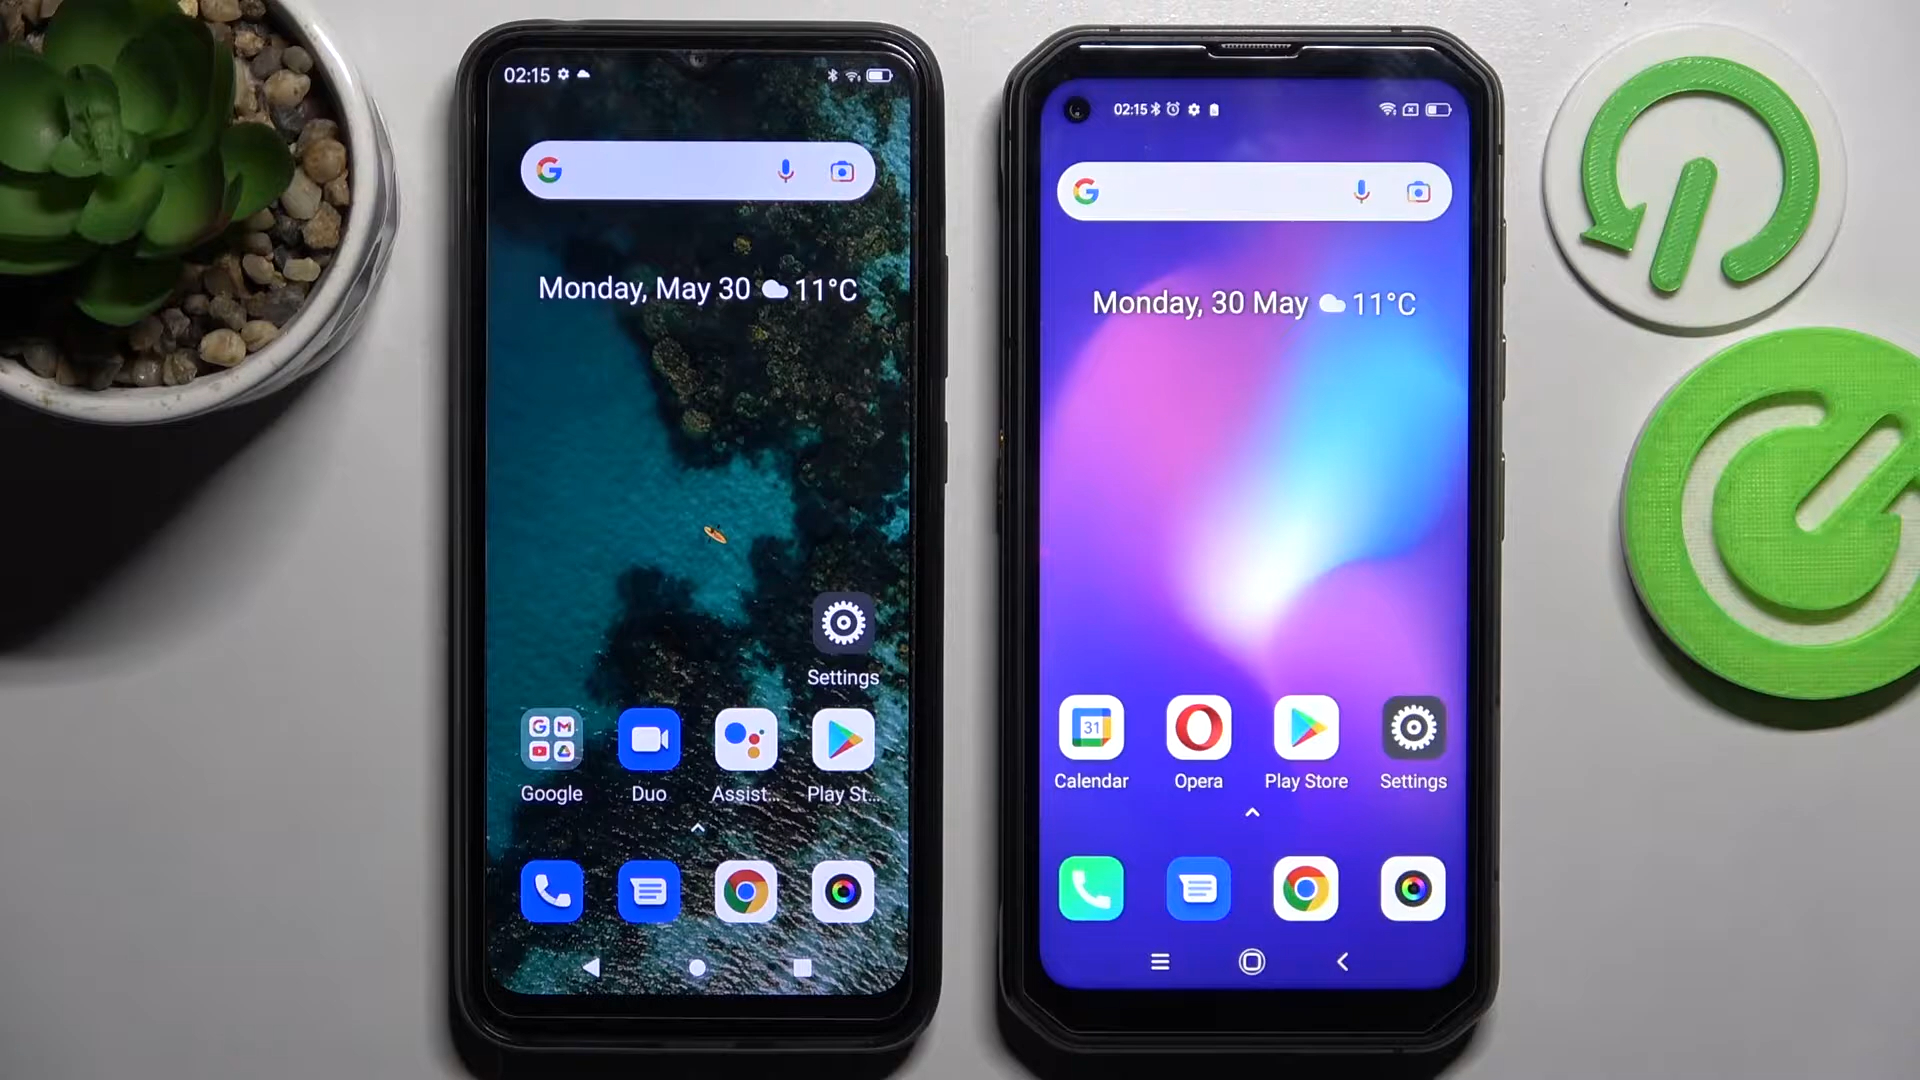 02:15
Monday, May 30 11°C
Settings
Google
Duo
Assist...
Play St...
02:15
Monday, 30 May 11°C
31
Calendar
Opera
Play Store
Settings